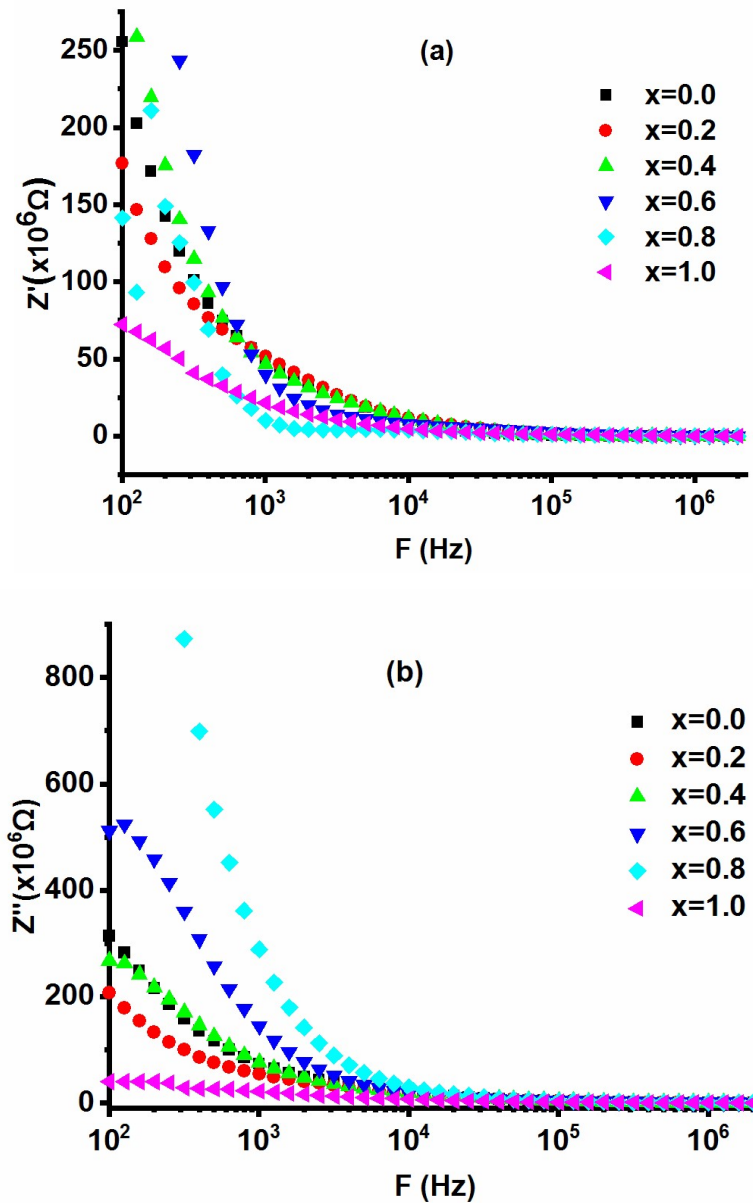 (a)
250
200
150
100
50
0
Z'(x10⁶Ω)
x=0.0
x=0.2
x=0.4
x=0.6
x=0.8
x=1.0
10² 10³ 10⁴ 10⁵ 10⁶
F (Hz)
(b)
800
600
400
200
0
Z"(x10⁶Ω)
x=0.0
x=0.2
x=0.4
x=0.6
x=0.8
x=1.0
10² 10³ 10⁴ 10⁵ 10⁶
F (Hz)